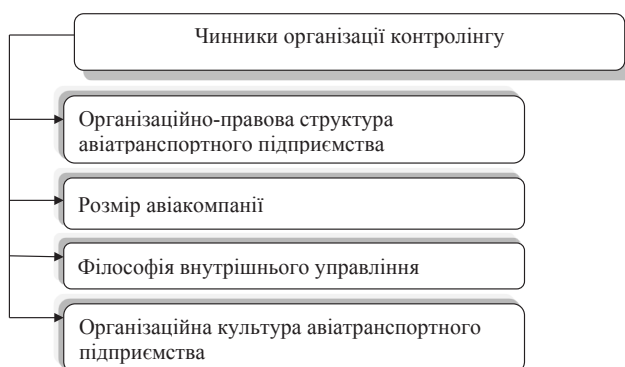 Чинники організації контролінгу
Організаційно-правова структура
авіатранспортного підприємства
Розмір авіакомпанії
Філософія внутрішнього управління
Організаційна культура авіатранспортного
підприємства